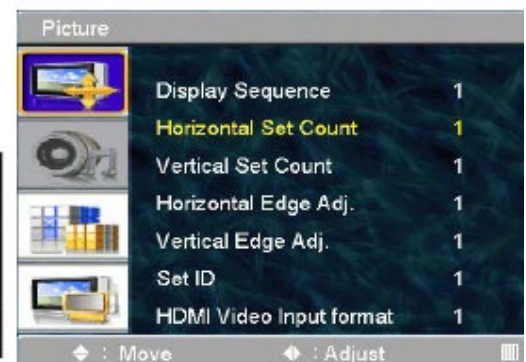 Picture
Display Sequence 1
Horizontal Set Count 1
Vertical Set Count 1
Horizontal Edge Adj. 1
Vertical Edge Adj. 1
Set ID 1
HDMI Video Input format 1
: Move : Adjust